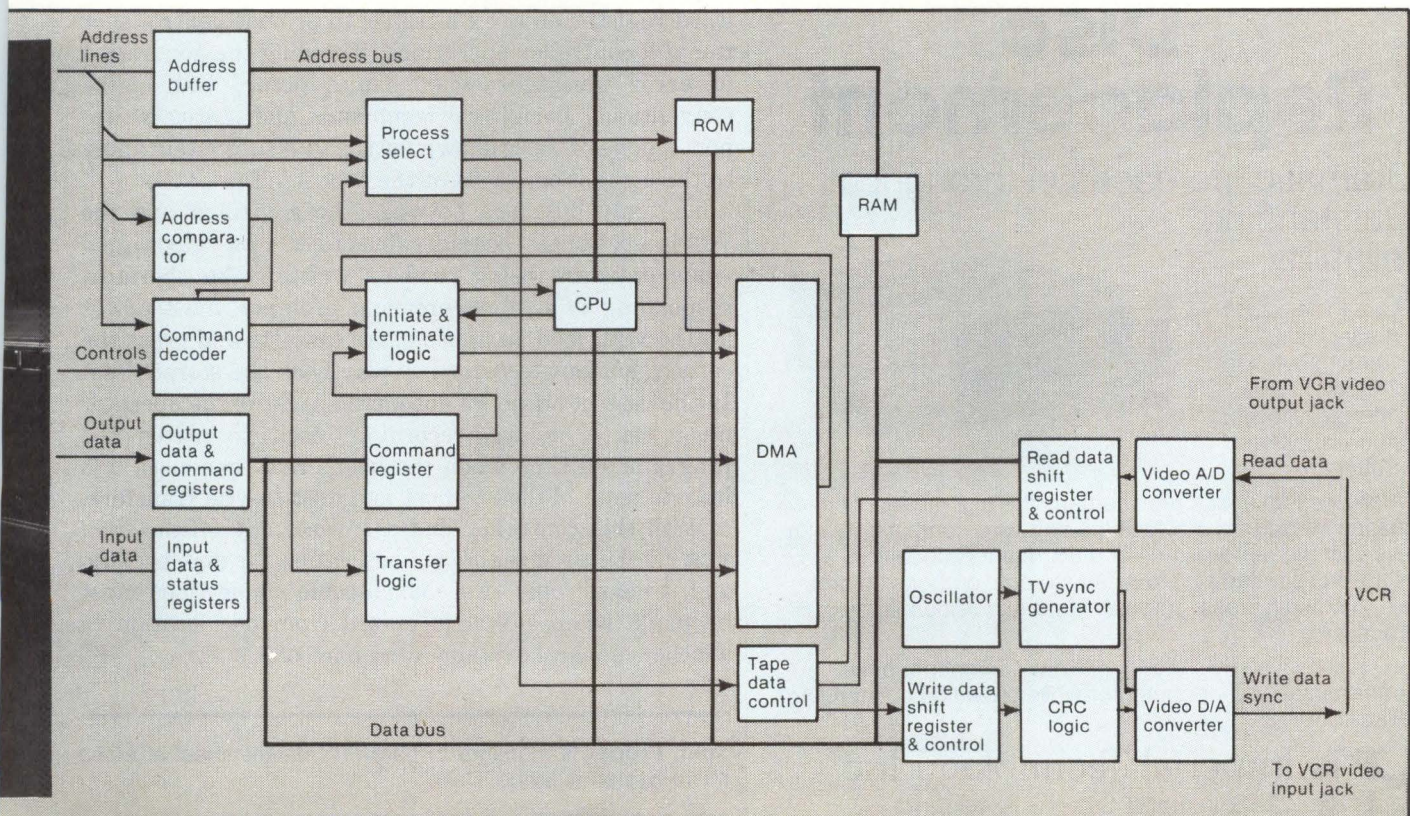 Address
lines
Address
buffer
Address bus
Process
select
ROM
RAM
Address
compara-
tor
Initiate &
terminate
logic
CPU
Command
decoder
Controls
DMA
From VCR video
output jack
Output
data
Output
data &
command
registers
Command
register
Read data
shift
register
& control
Video A/D
converter
Read data
Input
data
Input
data &
status
registers
Transfer
logic
Oscillator
TV sync
generator
VCR
Tape
data
control
Write data
shift
register
& control
CRC
logic
Video D/A
converter
Write data
sync
Data bus
To VCR video
input jack